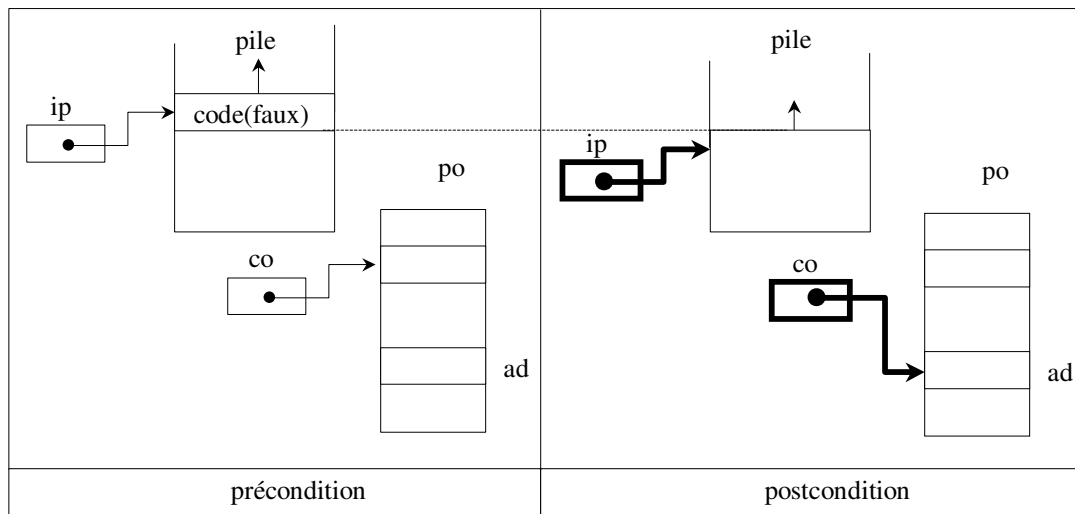 pile
ip
code(faux)
po
co
ad
précondition
pile
ip
po
co
ad
postcondition